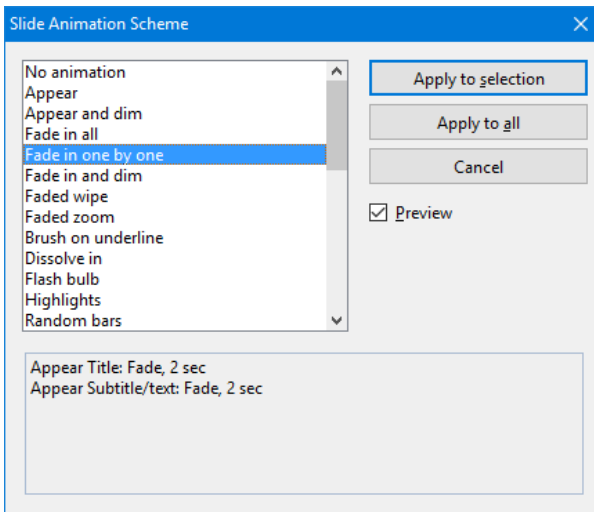 Slide Animation Scheme
No animation
Appear
Appear and dim
Fade in all
Fade in one by one
Fade in and dim
Faded wipe
Faded zoom
Brush on underline
Dissolve in
Flash bulb
Highlights
Random bars
Apply to selection
Apply to all
Cancel
Preview
Appear Title: Fade, 2 sec
Appear Subtitle/text: Fade, 2 sec